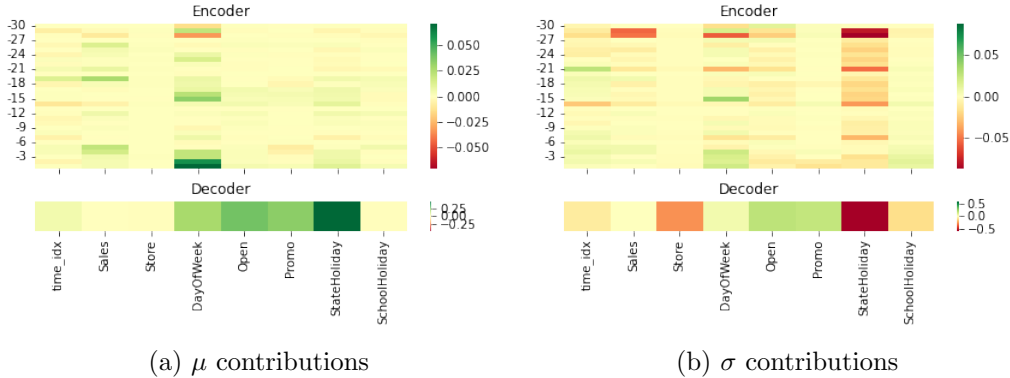 Encoder
-30
-27
-24
-21
-18
-15
-12
-9
-6
-3
0.050
0.025
0.000
−0.025
−0.050
Decoder
0.25
0.00
−0.25
time_idx
Sales
Store
DayOfWeek
Open
Promo
StateHoliday
SchoolHoliday
(a) μ contributions
Encoder
-30
-27
-24
-21
-18
-15
-12
-9
-6
-3
0.05
0.00
−0.05
Decoder
0.5
0.0
−0.5
time_idx
Sales
Store
DayOfWeek
Open
Promo
StateHoliday
SchoolHoliday
(b) σ contributions